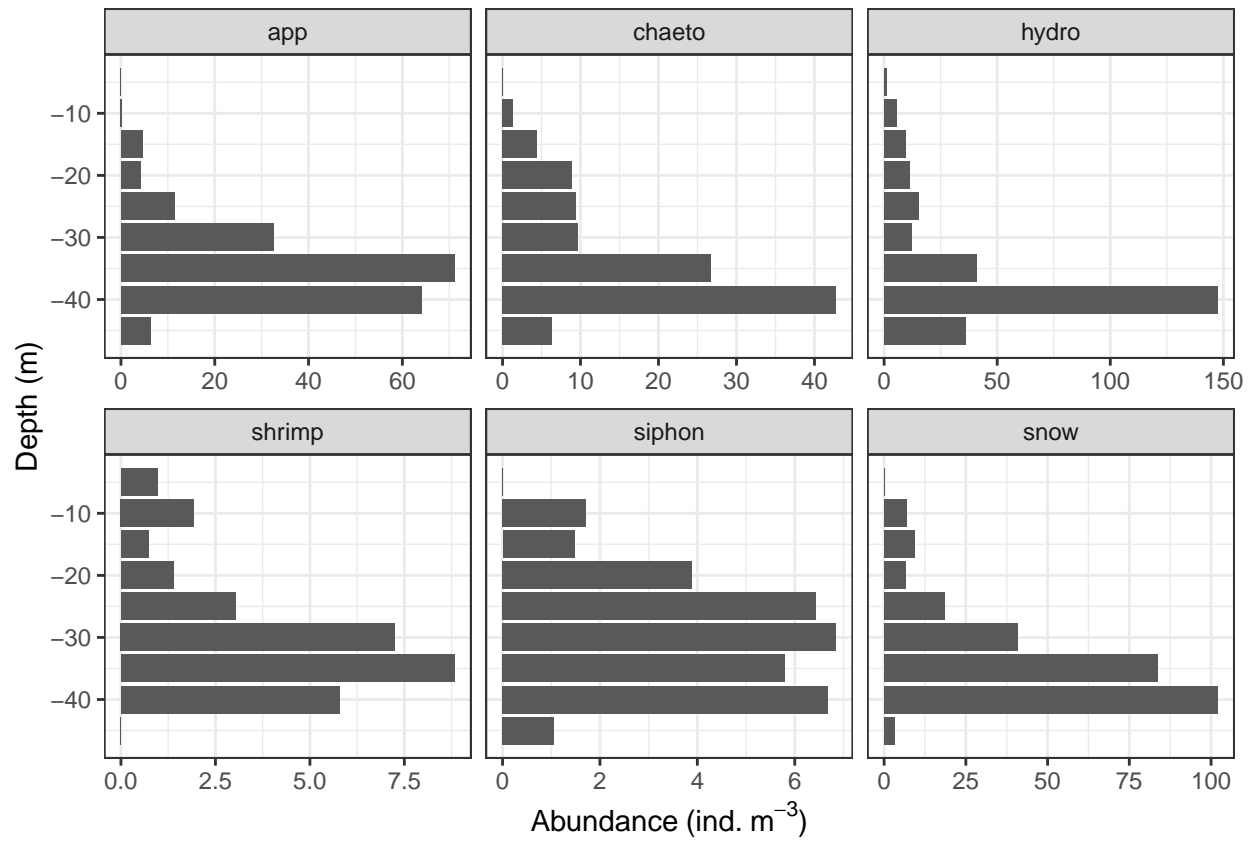 app chaeto hydro
−10
−20
−30
−40
0 20 40 60 0 10 20 30 40 0 50 100 150
shrimp siphon snow
−10
−20
−30
−40
0.0 2.5 5.0 7.5 0 2 4 6 0 25 50 75 100
Depth (m)
Abundance (ind. m⁻³)